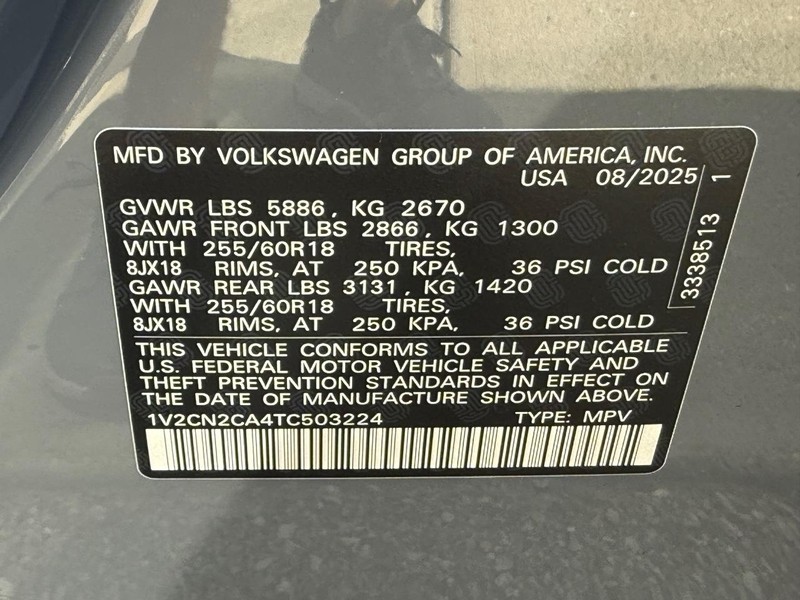 MFD BY VOLKSWAGEN GROUP OF AMERICA, INC.
USA 08/2025
GVWR LBS 5886, KG 2670
GAWR FRONT LBS 2866, KG 1300
WITH 255/60R18 TIRES,
8JX18 RIMS, AT 250 KPA, 36 PSI COLD
GAWR REAR LBS 3131, KG 1420
WITH 255/60R18 TIRES,
8JX18 RIMS, AT 250 KPA, 36 PSI COLD
THIS VEHICLE CONFORMS TO ALL APPLICABLE
U.S. FEDERAL MOTOR VEHICLE SAFETY AND
THEFT PREVENTION STANDARDS IN EFFECT ON
THE DATE OF MANUFACTURE SHOWN ABOVE.
1V2CN2CA4TC503224 TYPE: MPV
3338513 1